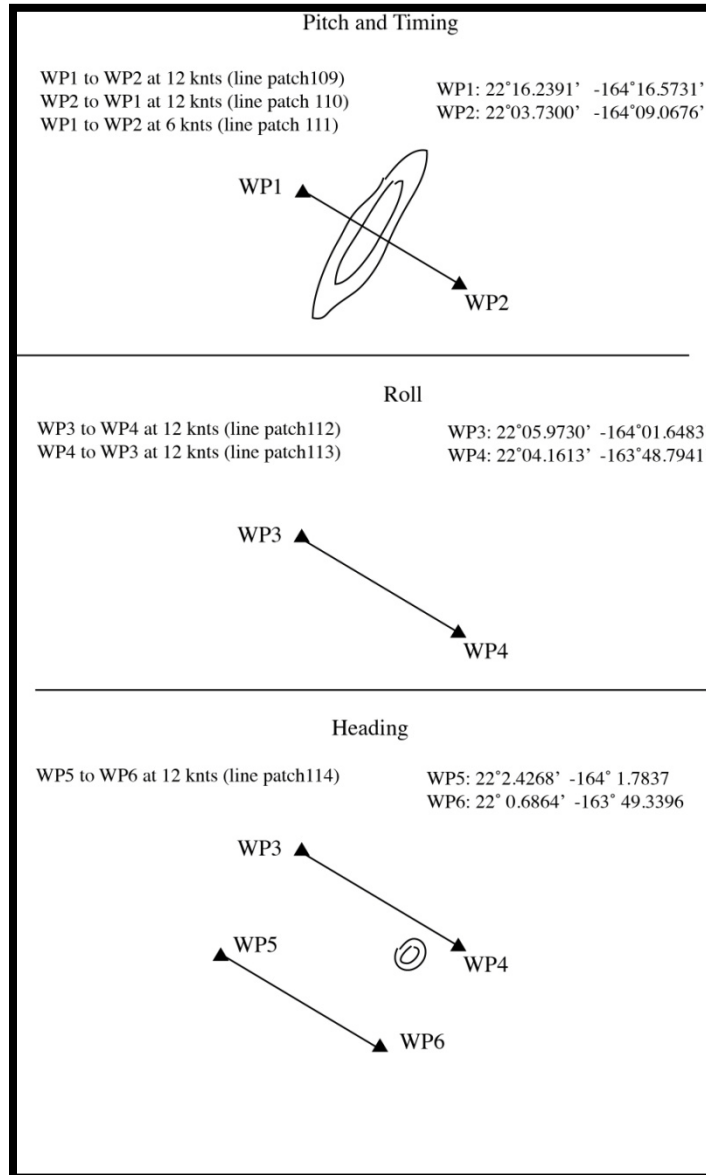 Pitch and Timing
WP1 to WP2 at 12 knts (line patch109)
WP2 to WP1 at 12 knts (line patch 110)
WP1 to WP2 at 6 knts (line patch 111)
WP1: 22°16.2391’ -164°16.5731’
WP2: 22°03.7300’ -164°09.0676’
WP1
WP2
Roll
WP3 to WP4 at 12 knts (line patch112)
WP4 to WP3 at 12 knts (line patch113)
WP3: 22°05.9730’ -164°01.6483
WP4: 22°04.1613’ -163°48.7941
WP3
WP4
Heading
WP5 to WP6 at 12 knts (line patch114)
WP5: 22°2.4268’ -164° 1.7837
WP6: 22° 0.6864’ -163° 49.3396
WP3
WP5
WP4
WP6